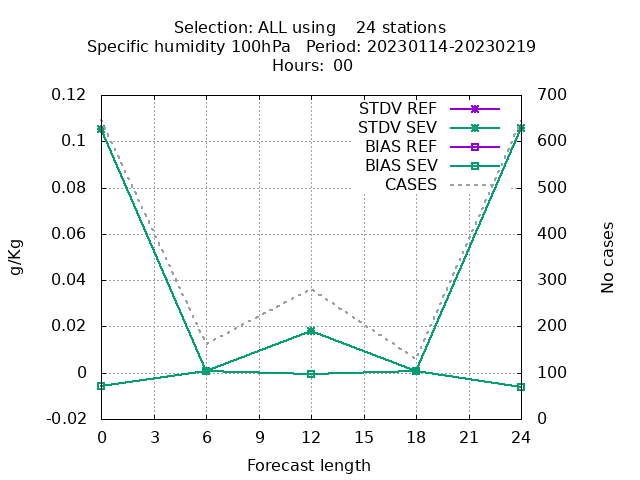 Selection: ALL using    24 stations
Specific humidity 100hPa   Period: 20230114-20230219
Hours:  00
0.12
0.1
0.08
0.06
0.04
0.02
0
-0.02
g/Kg
STDV REF
STDV SEV
BIAS REF
BIAS SEV
CASES
700
600
500
400
300
200
100
0
No cases
0 3 6 9 12 15 18 21 24
Forecast length